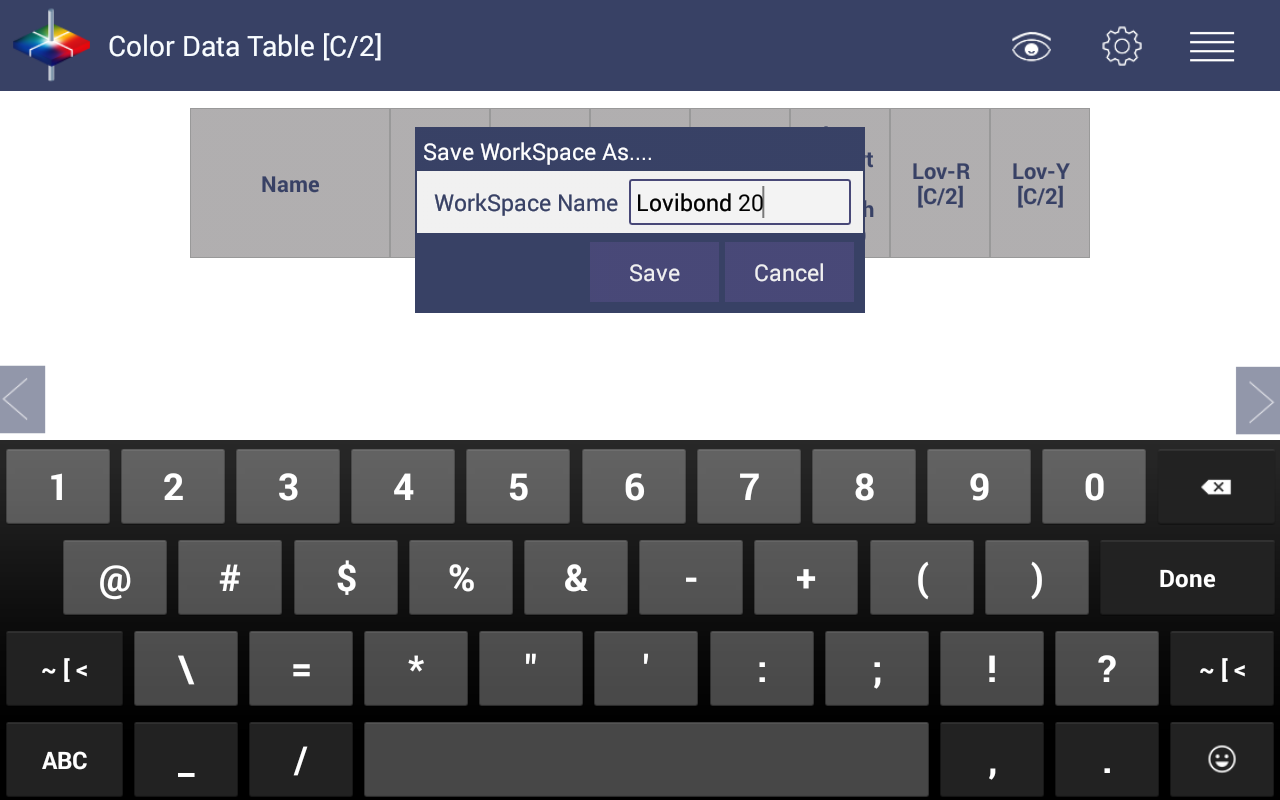 Color Data Table [C/2]
Name
Save WorkSpace As....
WorkSpace Name Lovibond 20
Save Cancel
Lov-R
[C/2]
Lov-Y
[C/2]
1 2 3 4 5 6 7 8 9 0
@ # $ % & - + ( ) Done
~ [ < \ = * " ' : ; ! ? ~ [ <
ABC _ / , .